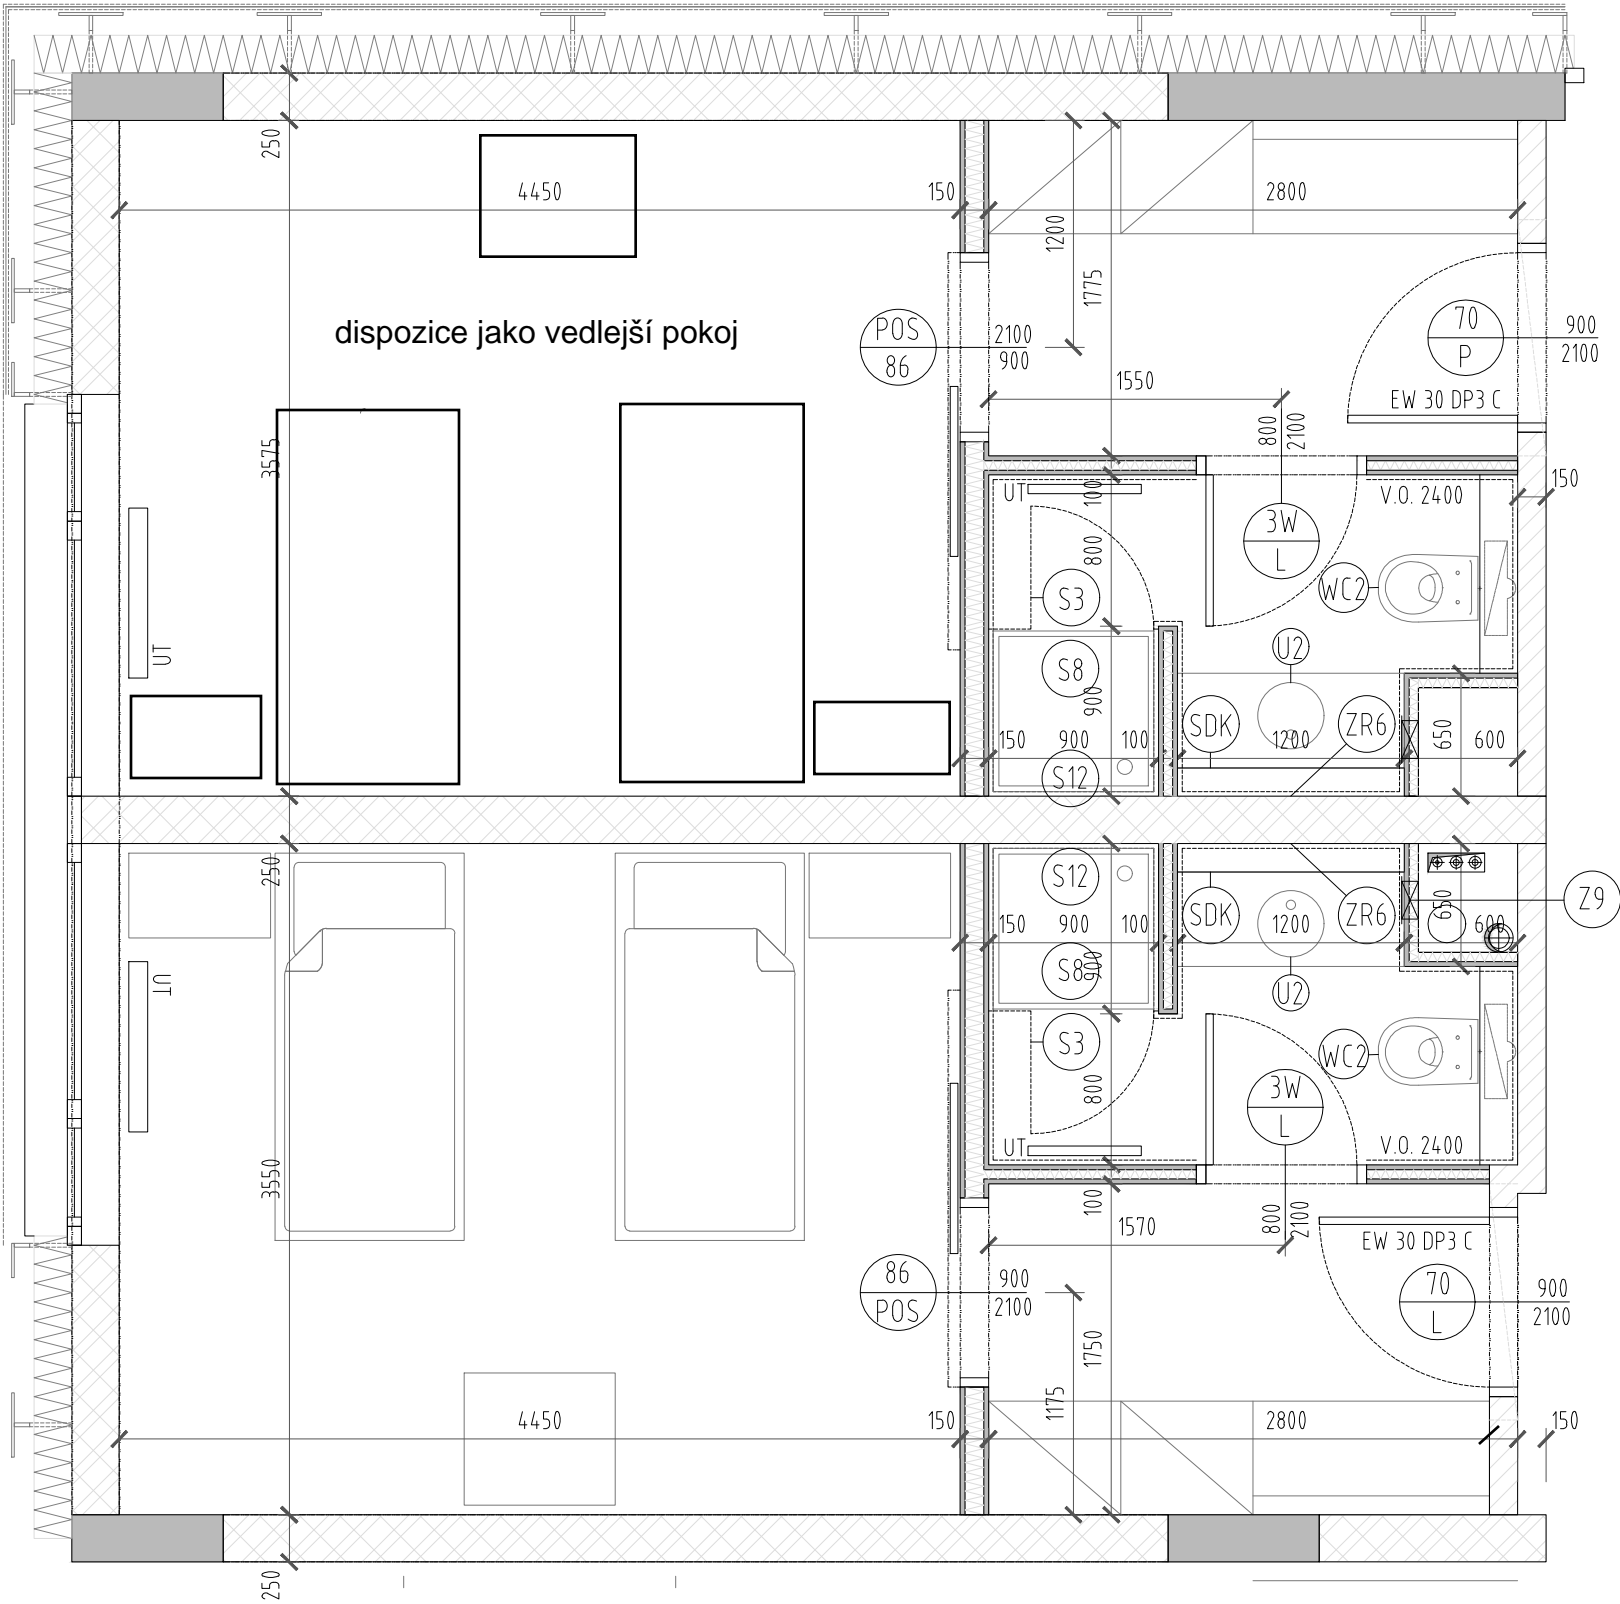 250
4450
150
2800
1200
1775
dispozice jako vedlejší pokoj
POS
86
2100
900
70
P
900
2100
1550
EW 30 DP3 C
800
2100
3575
UT
100
V.O. 2400
150
3W
L
800
S3
WC2
UT
U2
S8
900
SDK
ZR6
150
900
100
1200
650
600
S12
250
S12
SDK
ZR6
650
Z9
150
900
100
1200
600
UT
S8
900
U2
S3
WC2
800
3W
L
UT
V.O. 2400
3550
100
1570
800
2100
EW 30 DP3 C
86
POS
900
2100
70
L
900
2100
1750
1175
4450
150
2800
150
250